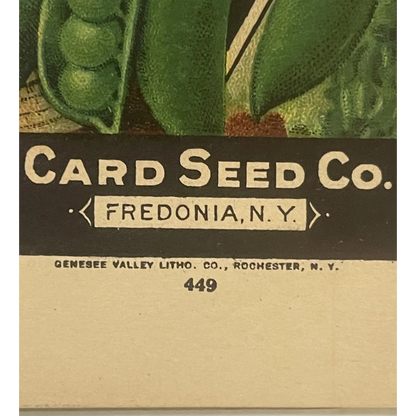 CARD SEED CO.
FREDONIA, N.Y.
GENESEE VALLEY LITHO. CO., ROCHESTER, N. Y.
449